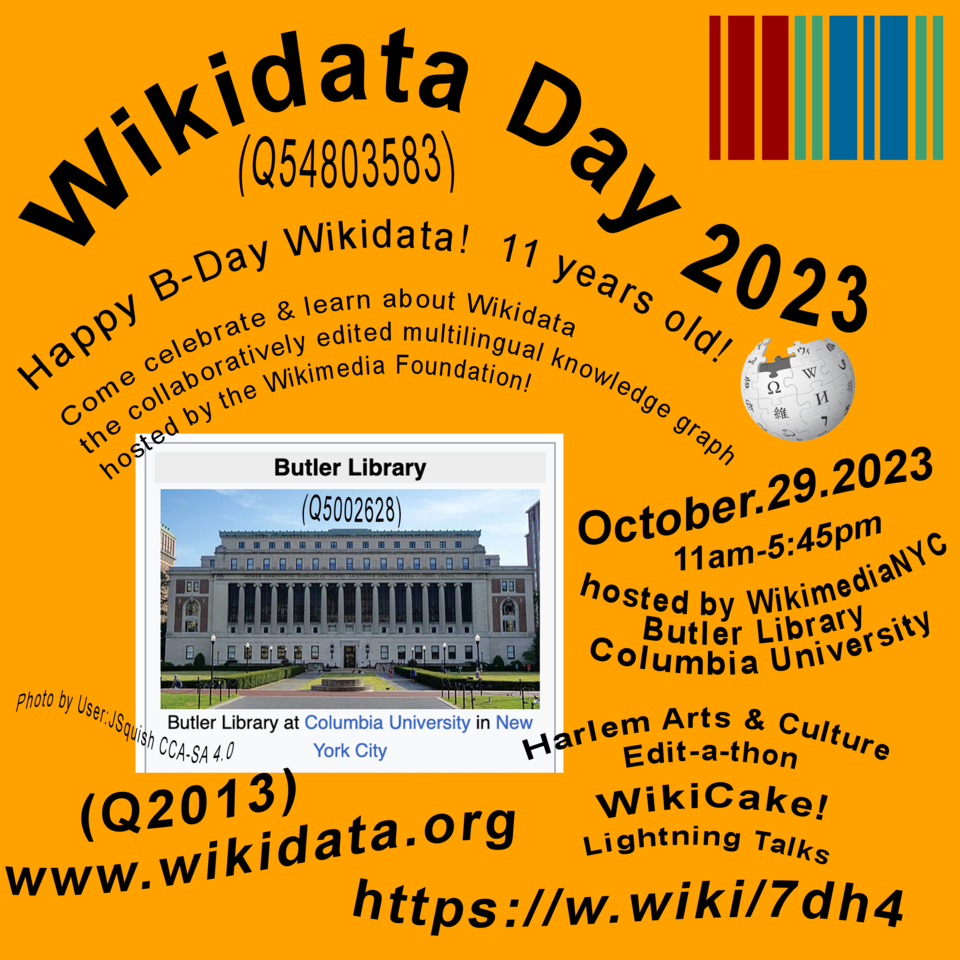 Wikidata Day 2023
(Q54803583)
Happy B-Day Wikidata! 11 years old!
Come celebrate & learn about Wikidata
the collaboratively edited multilingual knowledge graph
hosted by the Wikimedia Foundation!
Ω
W
維
И
7
Butler Library
(Q5002628)
Butler Library at Columbia University in New
York City
Photo by User:JSquish CCA-SA 4.0
October.29.2023
11am-5:45pm
hosted by WikimediaNYC
Butler Library
Columbia University
Harlem Arts & Culture
Edit-a-thon
WikiCake!
Lightning Talks
(Q2013)
www.wikidata.org
https://w.wiki/7dh4